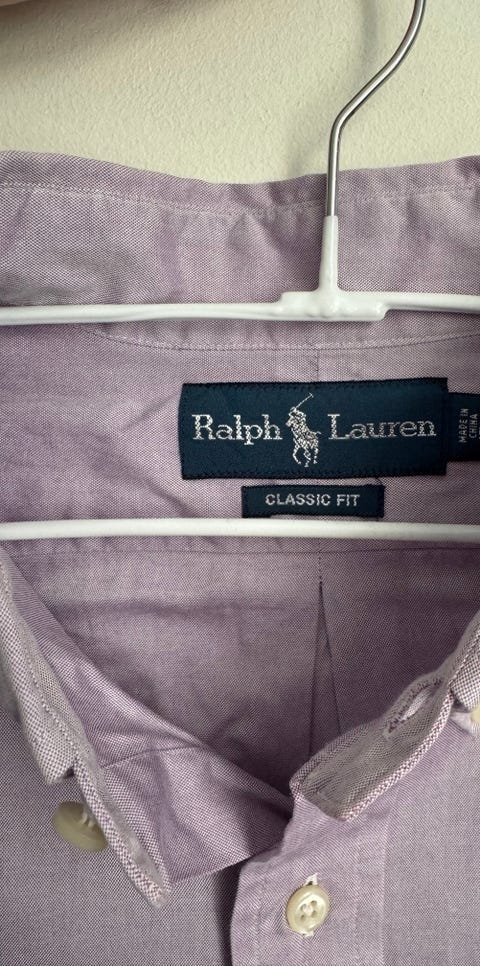 Ralph Lauren
MADE IN
CHINA
CLASSIC FIT